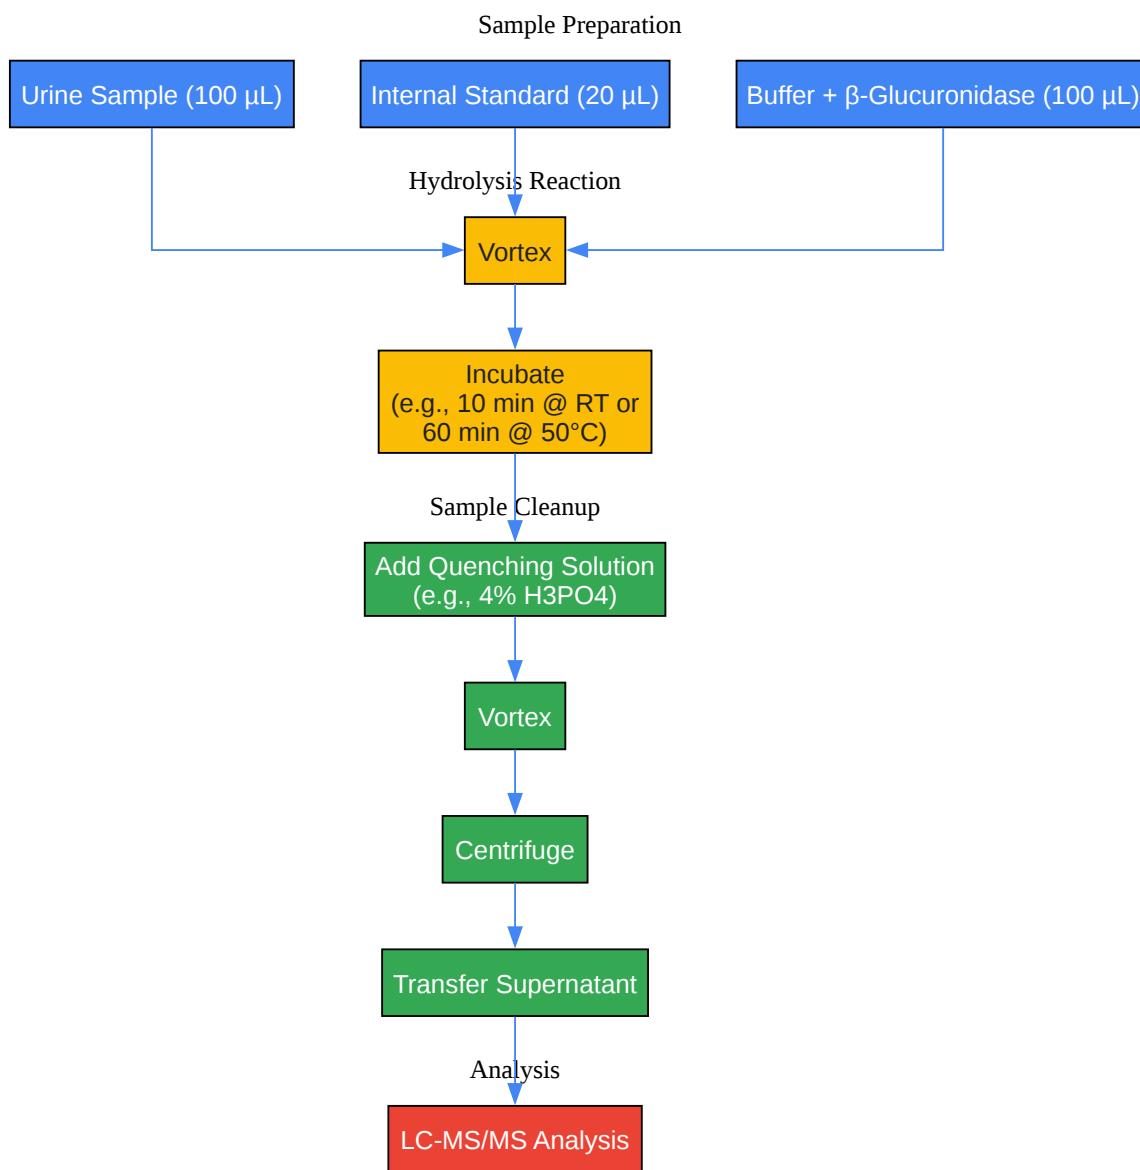 Sample Preparation
Urine Sample (100 µL)
Internal Standard (20 µL)
Buffer + β-Glucuronidase (100 µL)
Hydrolysis Reaction
Vortex
Incubate
(e.g., 10 min @ RT or
60 min @ 50°C)
Sample Cleanup
Add Quenching Solution
(e.g., 4% H3PO4)
Vortex
Centrifuge
Transfer Supernatant
Analysis
LC-MS/MS Analysis